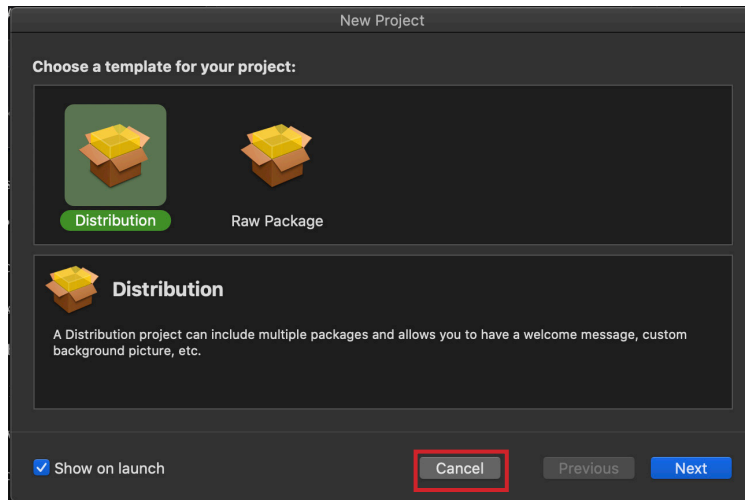 New Project
Choose a template for your project:
Distribution
Raw Package
Distribution
A Distribution project can include multiple packages and allows you to have a welcome message, custom
background picture, etc.
Show on launch
Cancel
Previous
Next